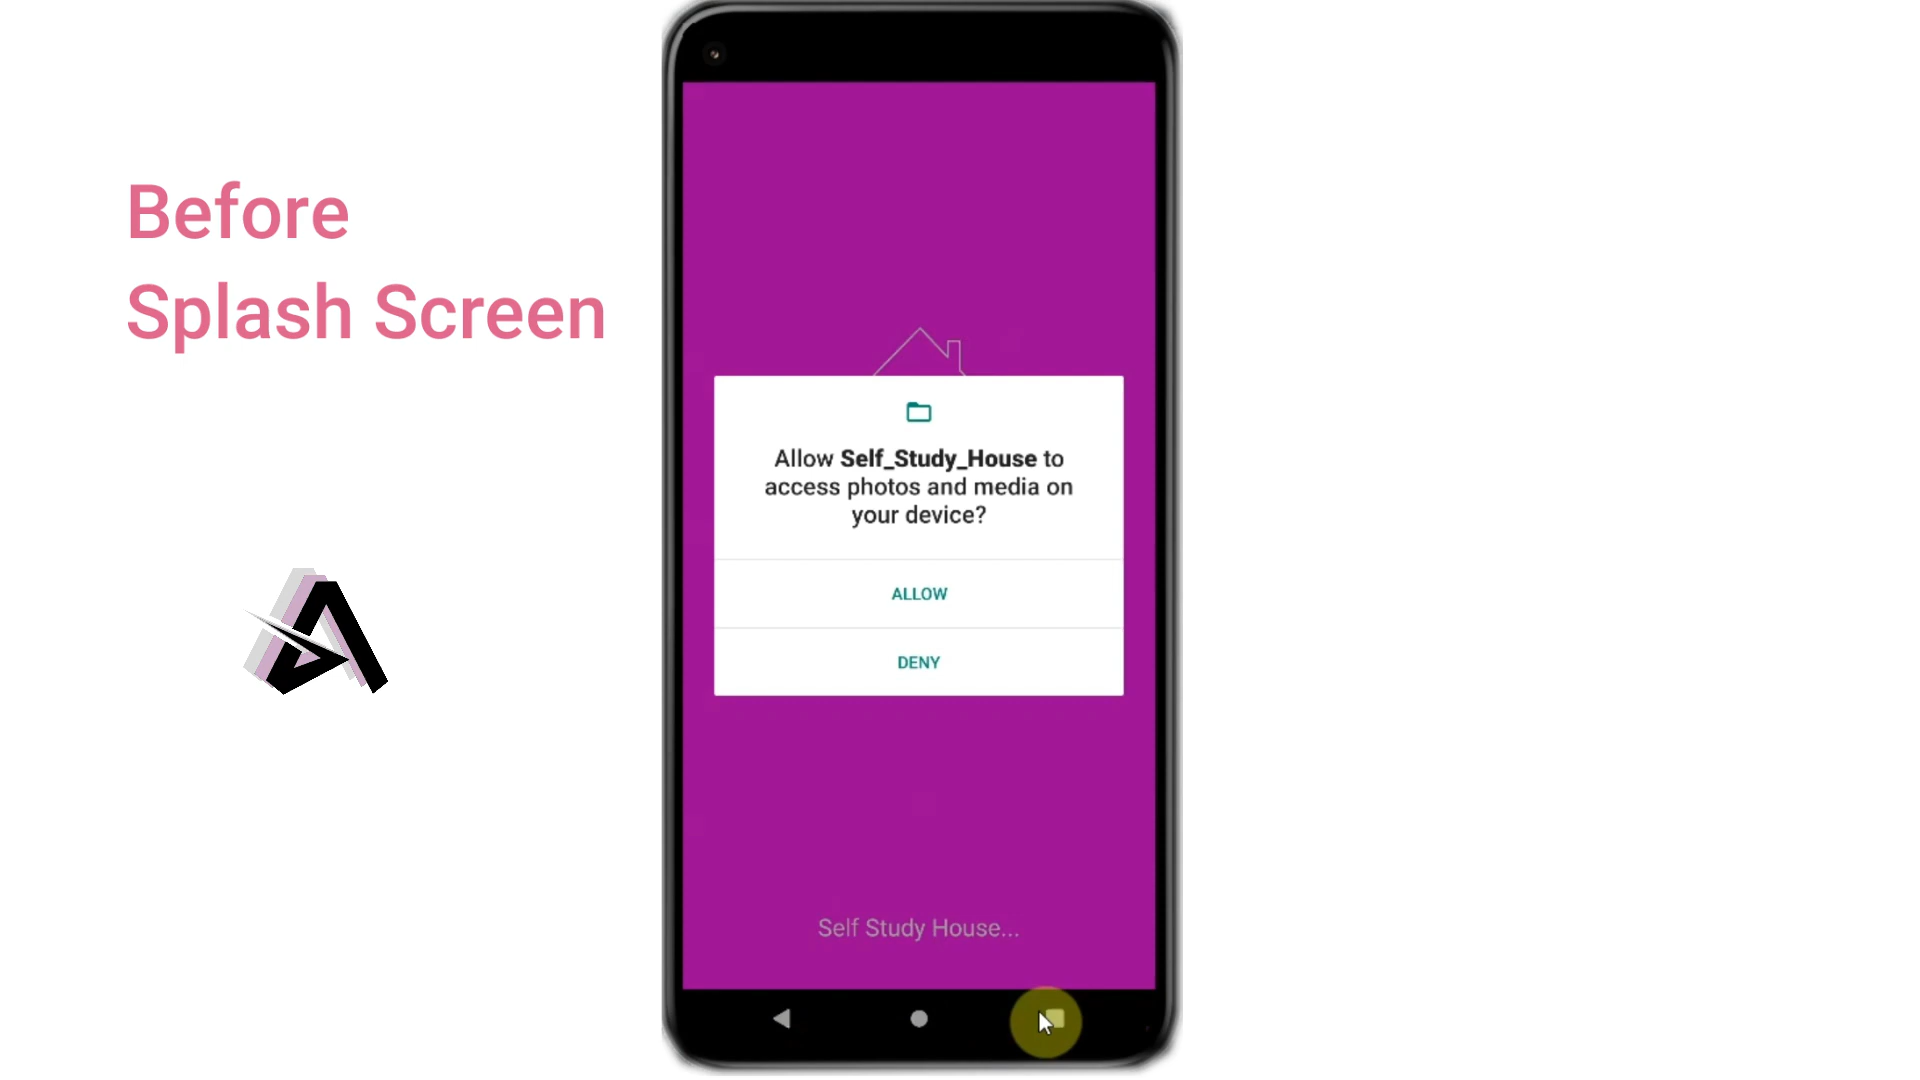 Before
Splash Screen
Allow Self_Study_House to
access photos and media on
your device?
ALLOW
DENY
Self Study House...